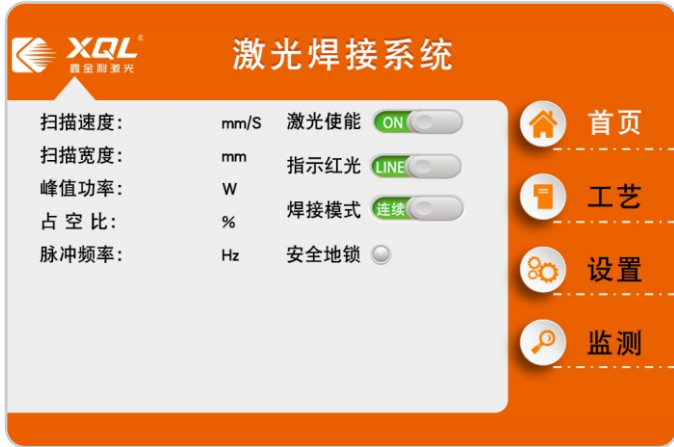 XQL®
鑫全利激光
激光焊接系统
扫描速度： mm/S
扫描宽度： mm
峰值功率： W
占空比： %
脉冲频率： Hz
激光使能 ON
指示红光 LINE
焊接模式 连续
安全地锁
首页
工艺
设置
监测